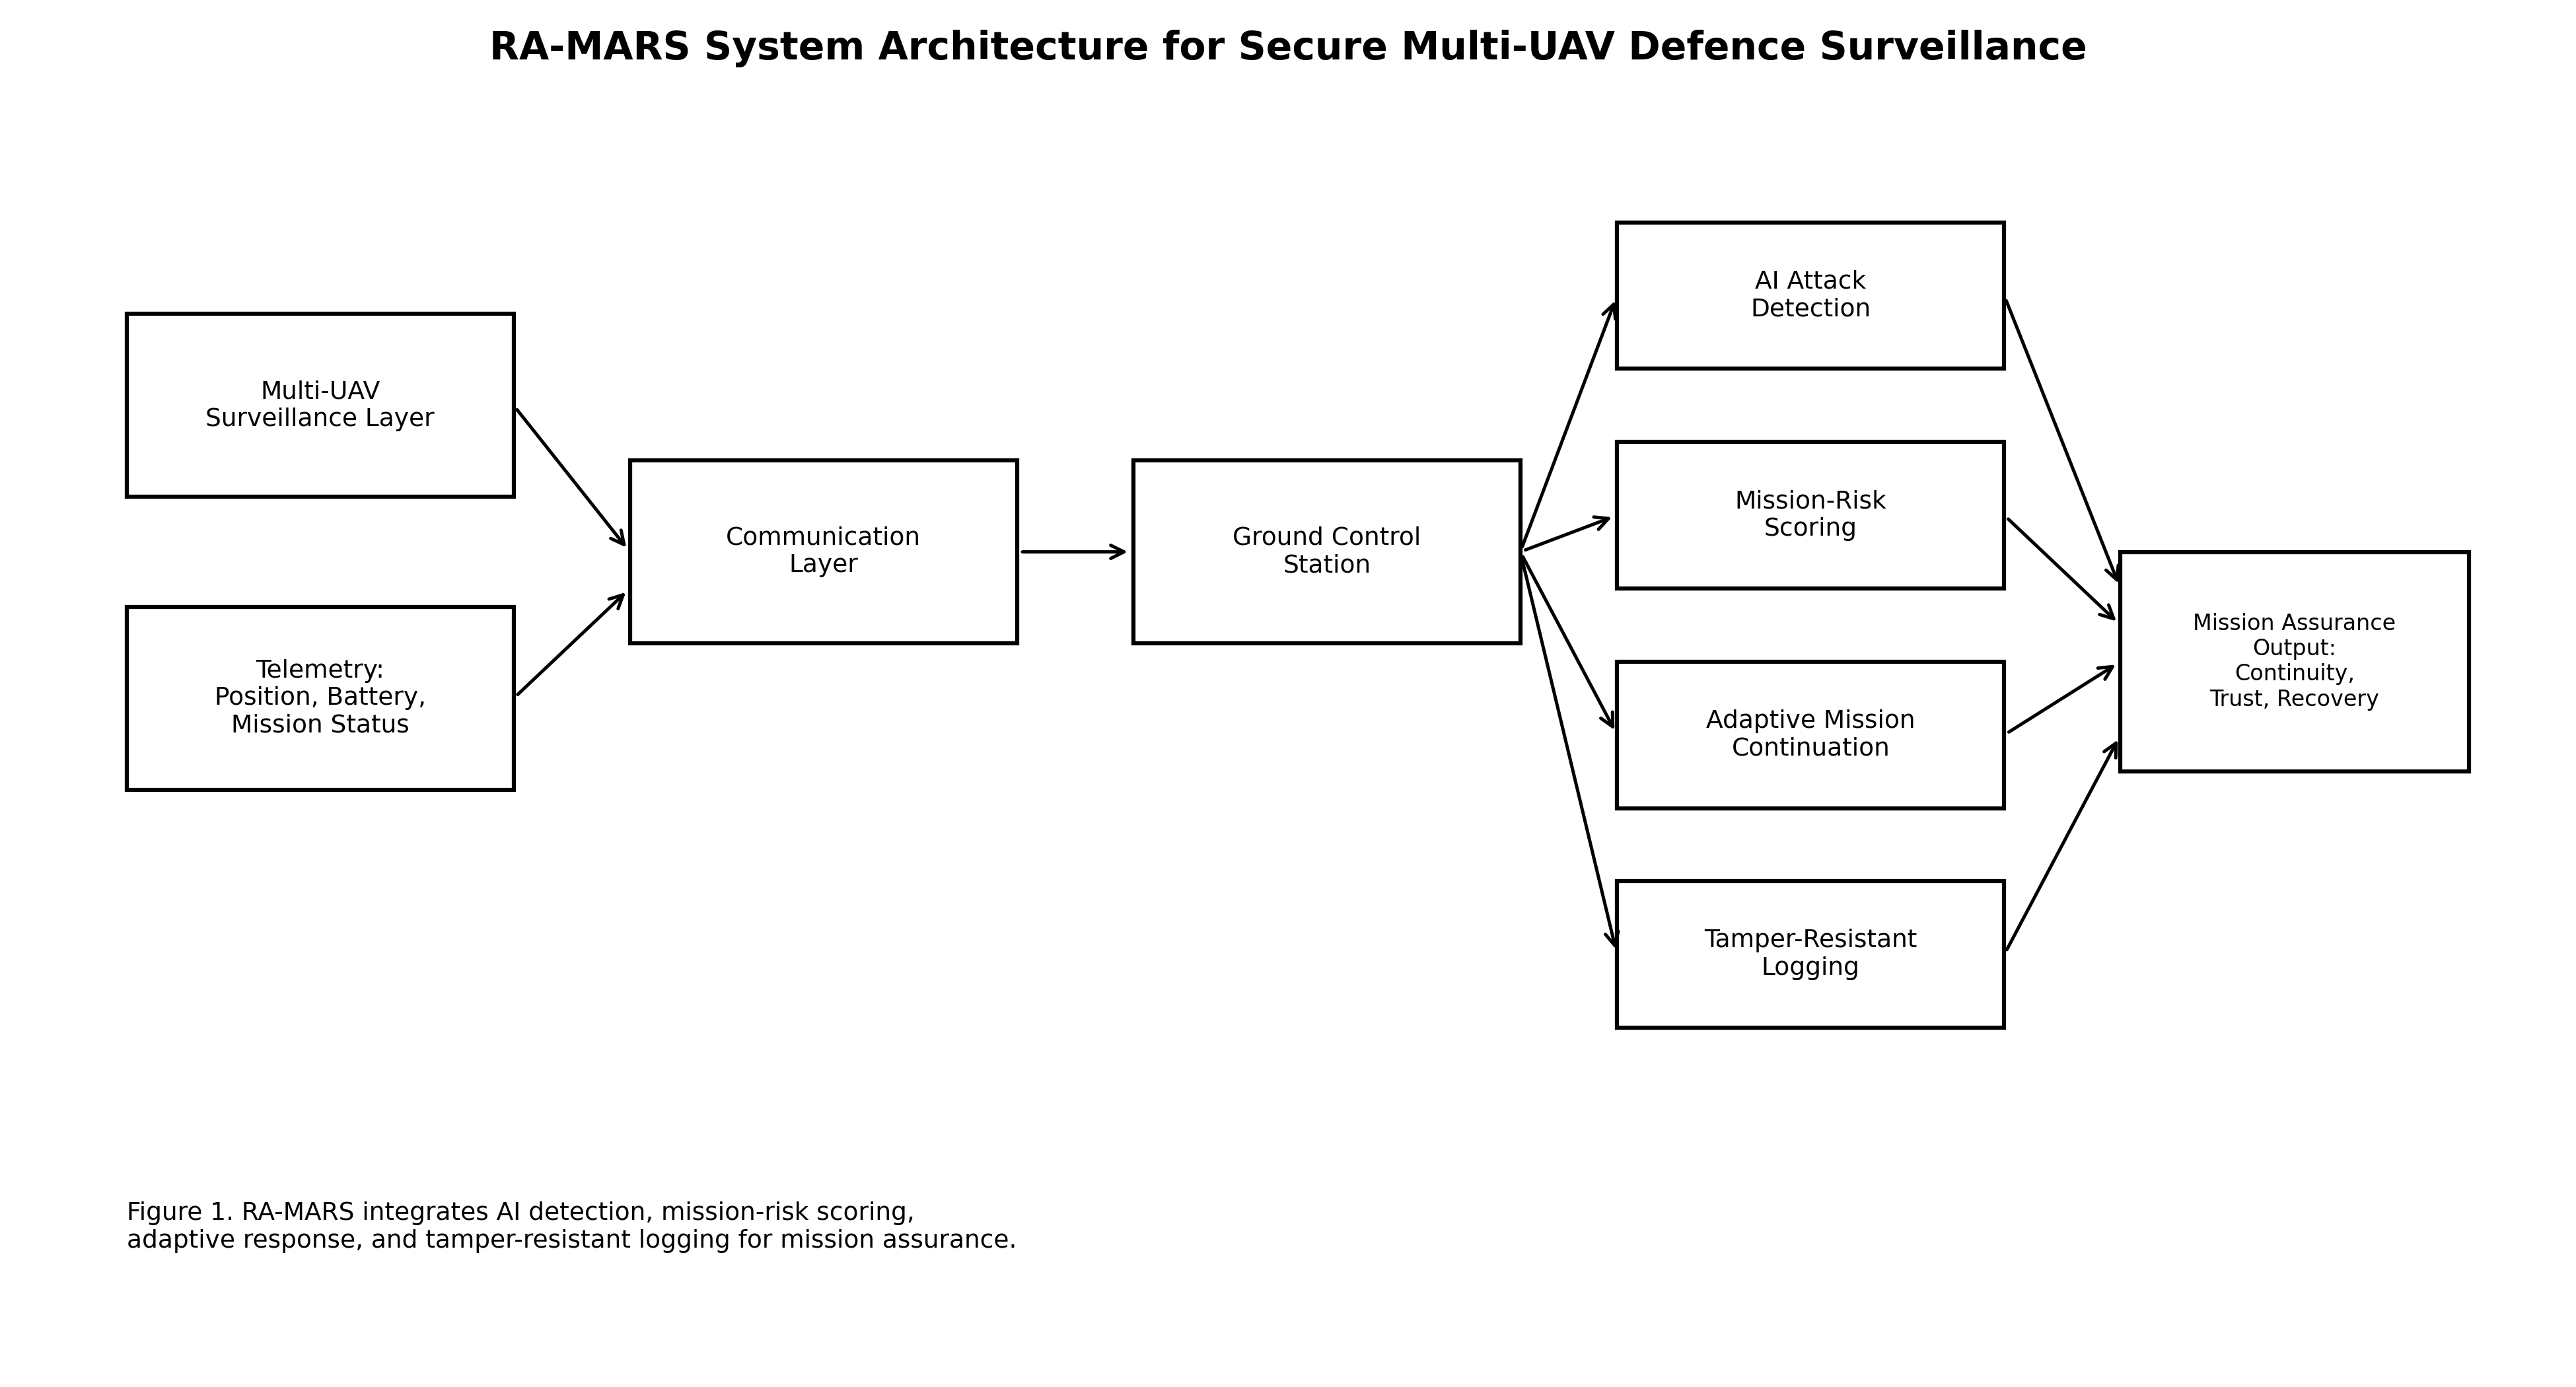 RA-MARS System Architecture for Secure Multi-UAV Defence Surveillance
Multi-UAV
Surveillance Layer
Telemetry:
Position, Battery,
Mission Status
Communication
Layer
Ground Control
Station
AI Attack
Detection
Mission-Risk
Scoring
Adaptive Mission
Continuation
Tamper-Resistant
Logging
Mission Assurance
Output:
Continuity,
Trust, Recovery
Figure 1. RA-MARS integrates AI detection, mission-risk scoring,
adaptive response, and tamper-resistant logging for mission assurance.